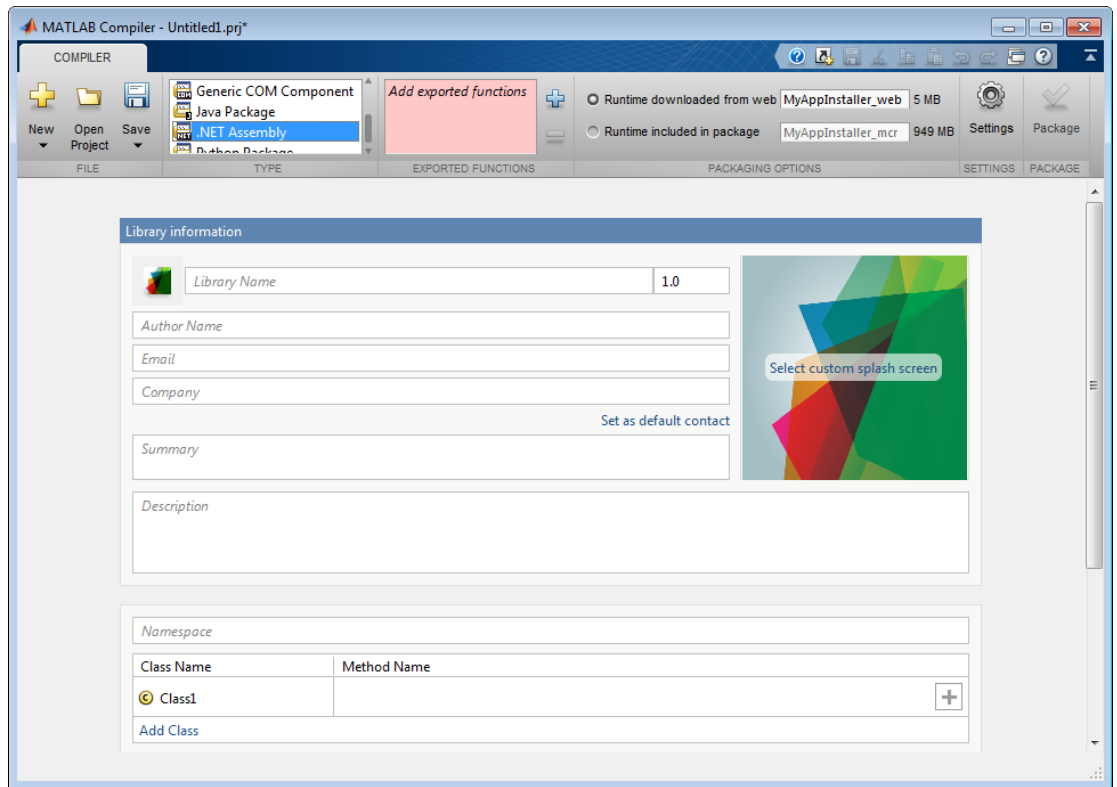 MATLAB Compiler - Untitled1.prj*
COMPILER
New
Open Project
Save
FILE
Generic COM Component
Java Package
.NET Assembly
Python Package
TYPE
Add exported functions
EXPORTED FUNCTIONS
Runtime downloaded from web MyAppInstaller_web 5 MB
Runtime included in package MyAppInstaller_mcr 949 MB
PACKAGING OPTIONS
Settings
SETTINGS
Package
PACKAGE
Library information
Library Name 1.0
Author Name
Email
Company
Set as default contact
Summary
Select custom splash screen
Description
Namespace
Class Name Method Name
Class1
Add Class